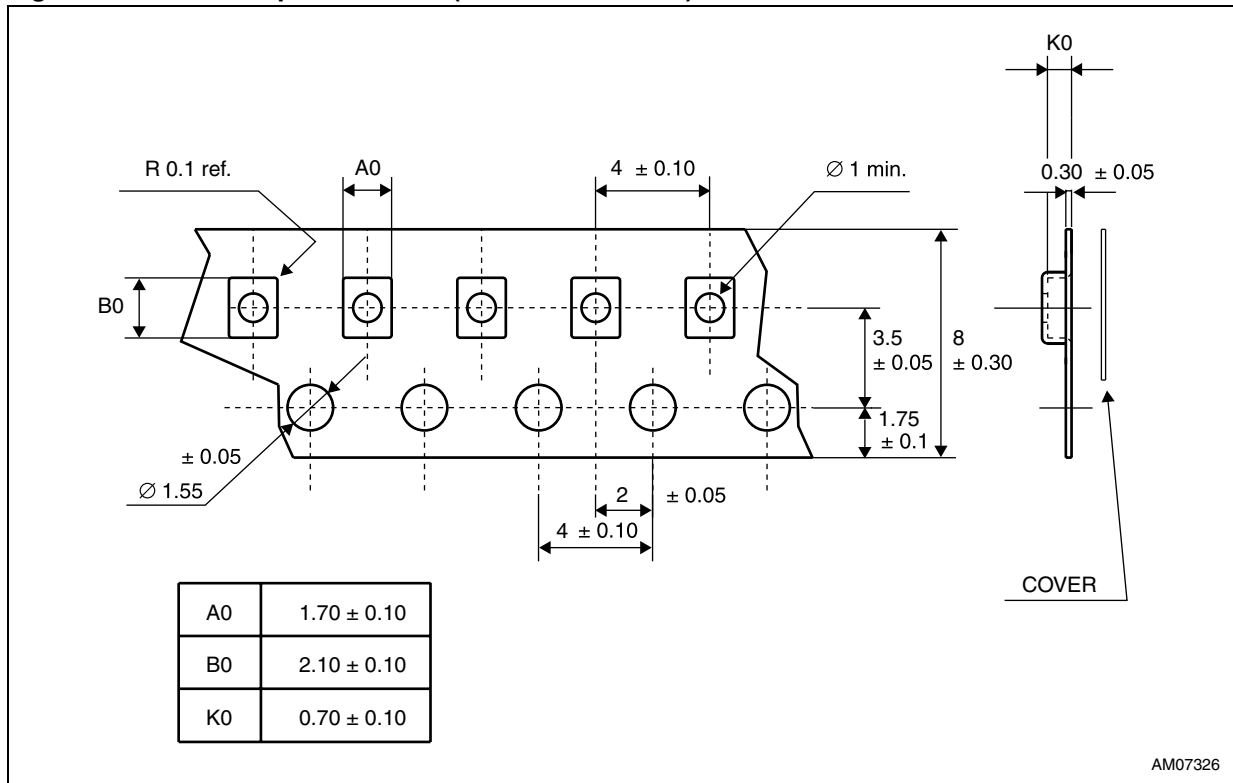 K0
R 0.1 ref.
A0
4 ± 0.10
Ø 1 min.
0.30 ± 0.05
B0
3.5
± 0.05
8
± 0.30
1.75
± 0.1
± 0.05
Ø 1.55
2 ± 0.05
4 ± 0.10
COVER
A0 1.70 ± 0.10
B0 2.10 ± 0.10
K0 0.70 ± 0.10
AM07326